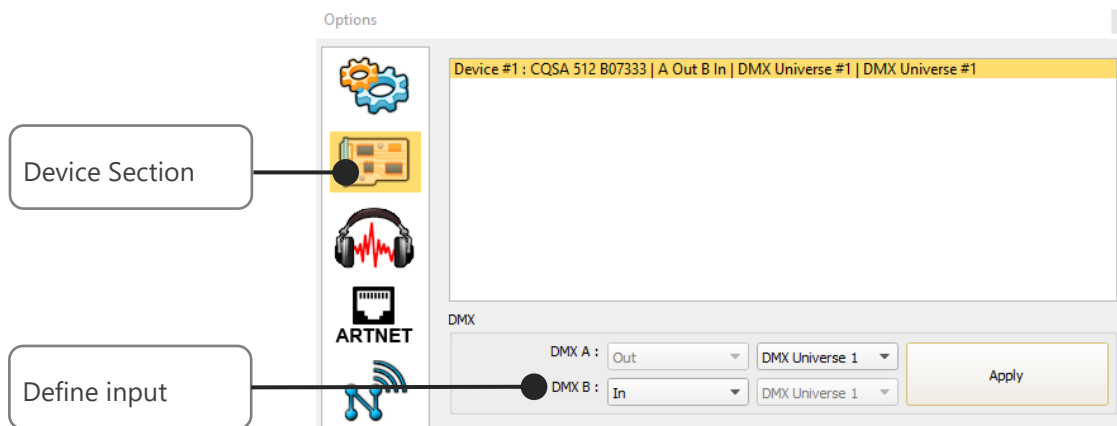 Options
Device #1 : CQSA 512 B07333 | A Out B In | DMX Universe #1 | DMX Universe #1
Device Section
ARTNET
DMX
DMX A : Out DMX Universe 1
Apply
Define input
DMX B : In DMX Universe 1